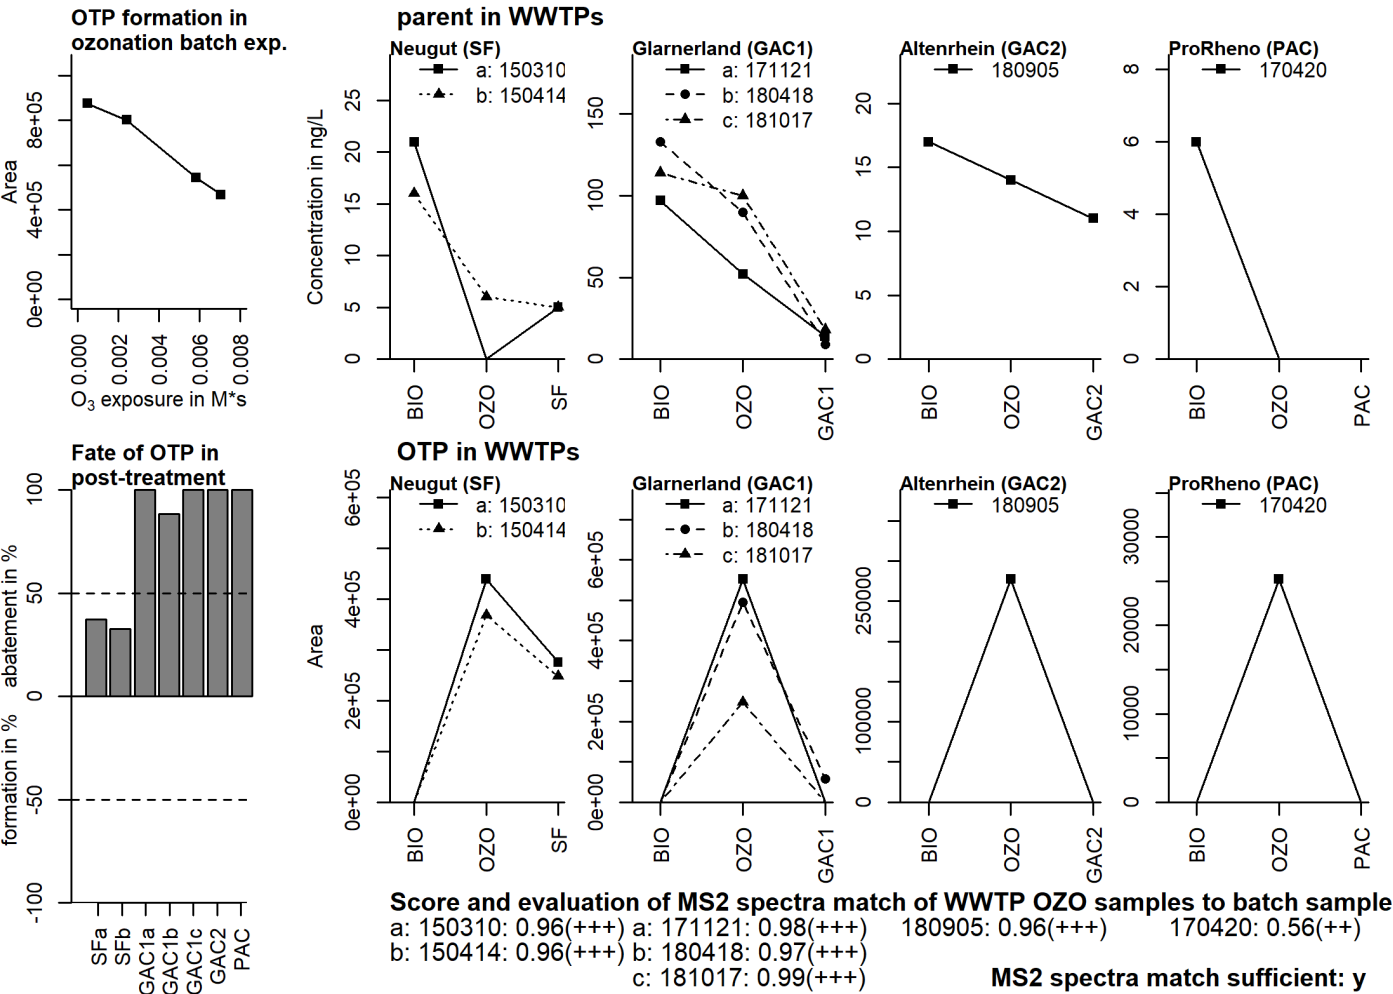 OTP formation in
ozonation batch exp.
Area
0e+00
4e+05
8e+05
0.000
0.002
0.004
0.006
0.008
O₃ exposure in M*s
parent in WWTPs
Concentration in ng/L
Neugut (SF)
a: 150310
b: 150414
0
5
10
15
20
25
BIO
OZO
SF
Glarnerland (GAC1)
a: 171121
b: 180418
c: 181017
0
50
100
150
BIO
OZO
GAC1
Altenrhein (GAC2)
180905
0
5
10
15
20
BIO
OZO
GAC2
ProRheno (PAC)
170420
0
2
4
6
8
BIO
OZO
PAC
Fate of OTP in
post-treatment
formation in %
abatement in %
-100
-50
0
50
100
SFa
SFb
GAC1a
GAC1b
GAC1c
GAC2
PAC
OTP in WWTPs
Area
Neugut (SF)
a: 150310
b: 150414
0e+00
2e+05
4e+05
6e+05
BIO
OZO
SF
Glarnerland (GAC1)
a: 171121
b: 180418
c: 181017
0e+00
2e+05
4e+05
6e+05
BIO
OZO
GAC1
Altenrhein (GAC2)
180905
0
100000
250000
BIO
OZO
GAC2
ProRheno (PAC)
170420
0
10000
20000
30000
BIO
OZO
PAC
Score and evaluation of MS2 spectra match of WWTP OZO samples to batch sample
a: 150310: 0.96(+++) a: 171121: 0.98(+++) 180905: 0.96(+++) 170420: 0.56(++)
b: 150414: 0.96(+++) b: 180418: 0.97(+++)
c: 181017: 0.99(+++)
MS2 spectra match sufficient: y